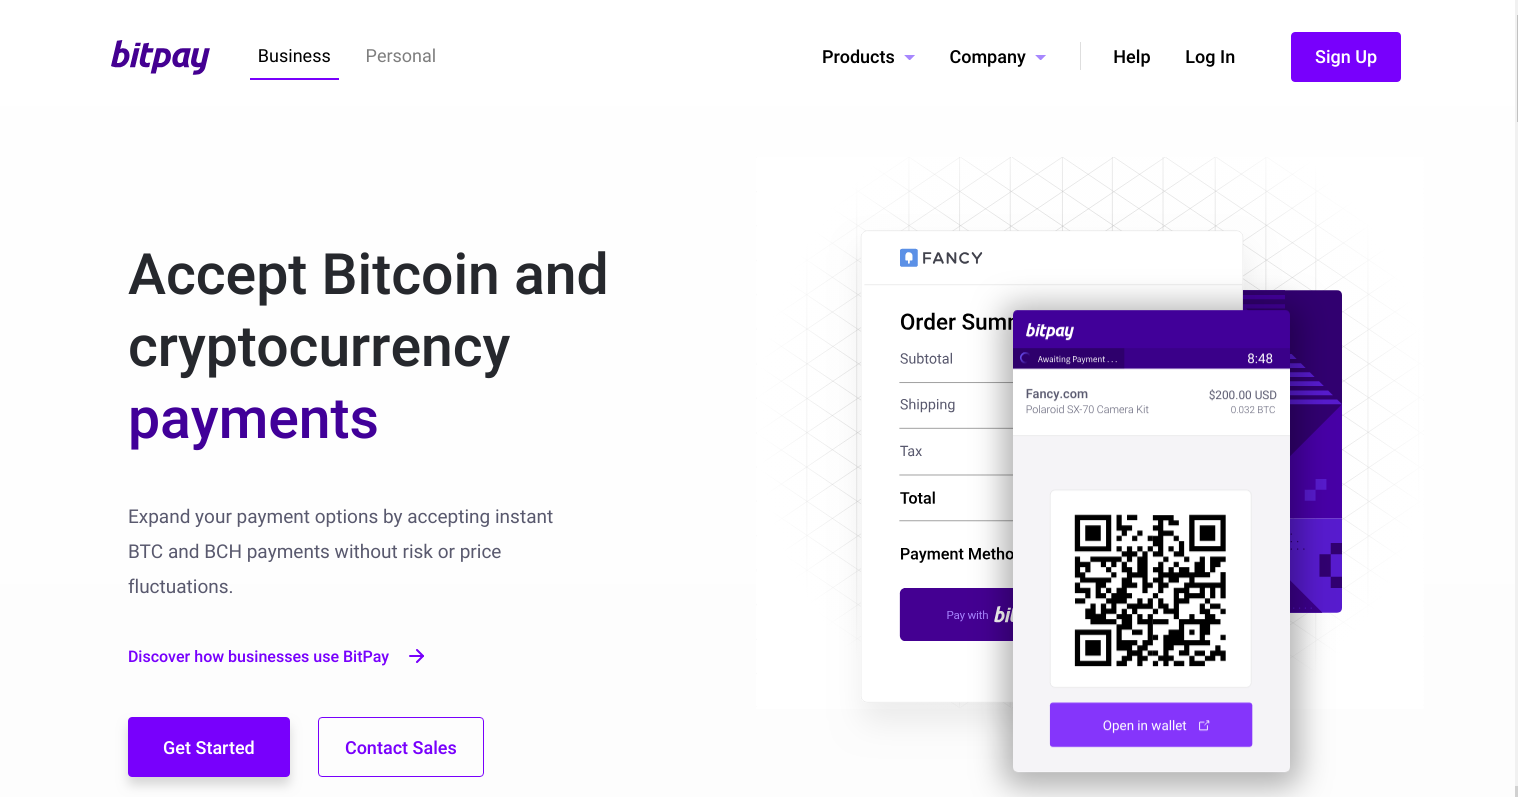 bitpay
Business
Personal
Products
Company
Help
Log In
Sign Up
Accept Bitcoin and
cryptocurrency
payments
Expand your payment options by accepting instant
BTC and BCH payments without risk or price
fluctuations.
Discover how businesses use BitPay
Get Started
Contact Sales
FANCY
Order Summ
Subtotal
Shipping
Tax
Total
Payment Metho
Pay with bit
bitpay
Awaiting Payment . . .
8:48
Fancy.com
$200.00 USD
Polaroid SX-70 Camera Kit
0.032 BTC
Open in wallet